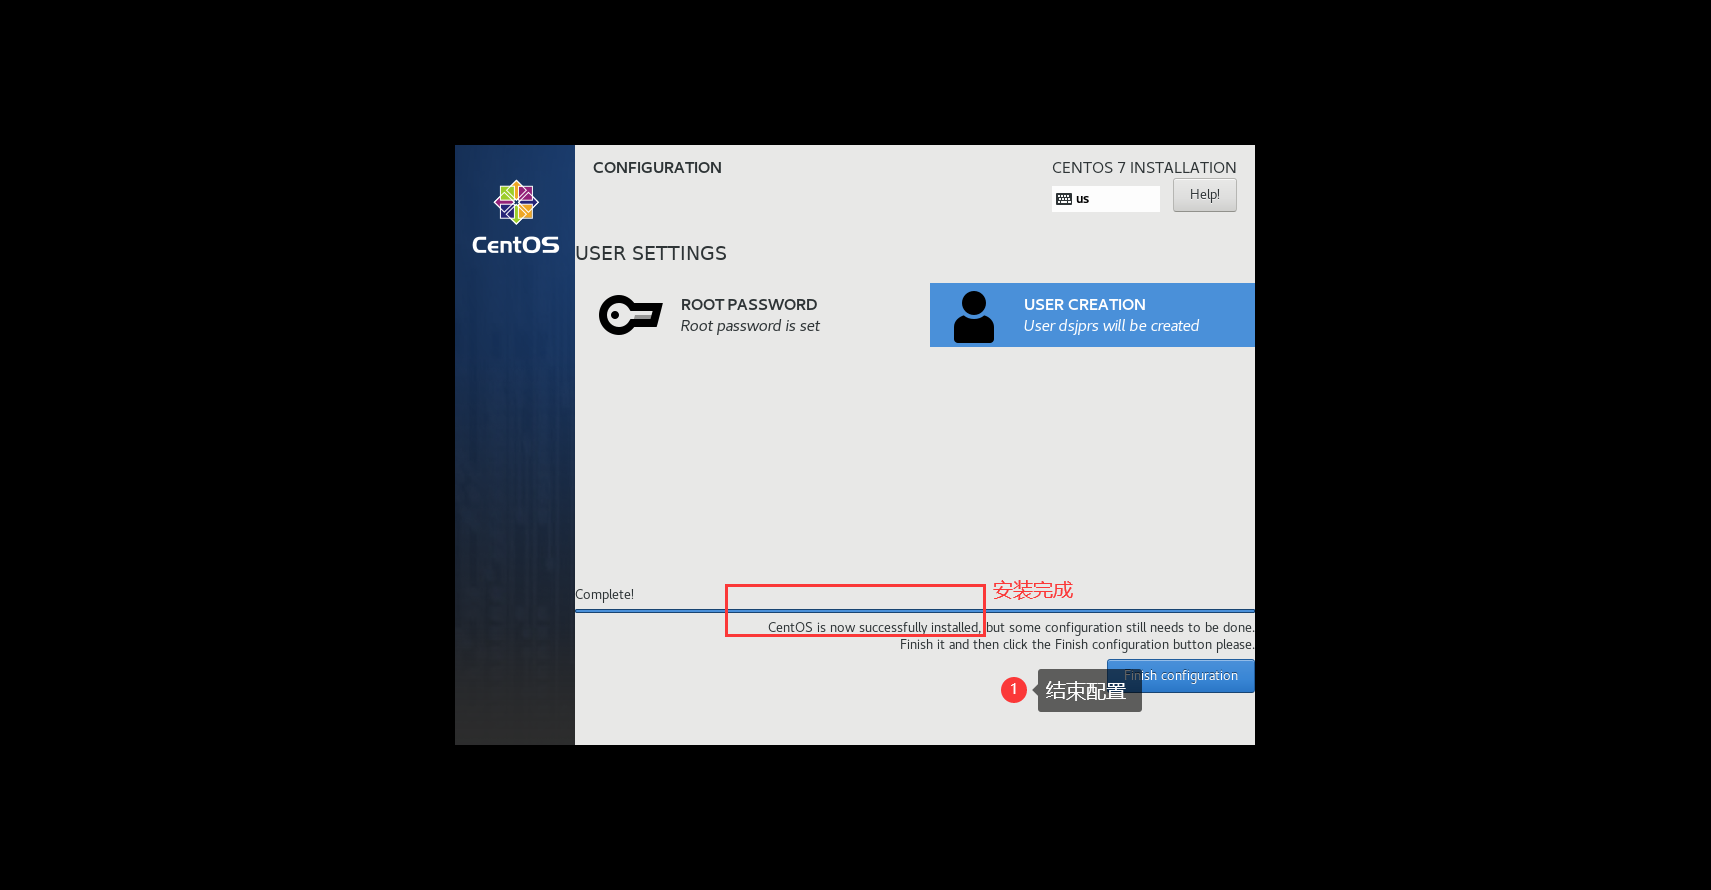 CONFIGURATION
CENTOS 7 INSTALLATION
us
Help!
CentOS
USER SETTINGS
ROOT PASSWORD
Root password is set
USER CREATION
User dsjprs will be created
安装完成
Complete!
CentOS is now successfully installed, but some configuration still needs to be done.
Finish it and then click the Finish configuration button please.
Finish configuration
1
结束配置